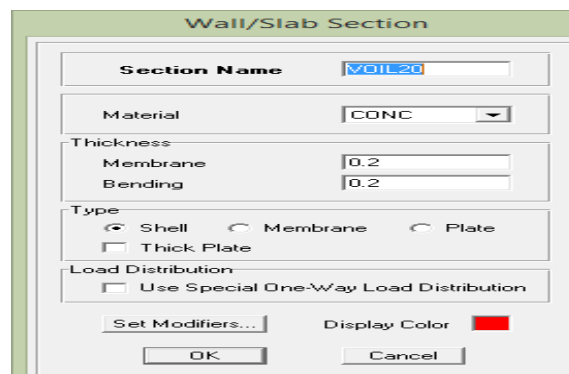 Wall/Slab Section
Section Name VOIL20
Material CONC
Thickness
Membrane 0.2
Bending 0.2
Type
Shell Membrane Plate
Thick Plate
Load Distribution
Use Special One-Way Load Distribution
Set Modifiers... Display Color
OK Cancel